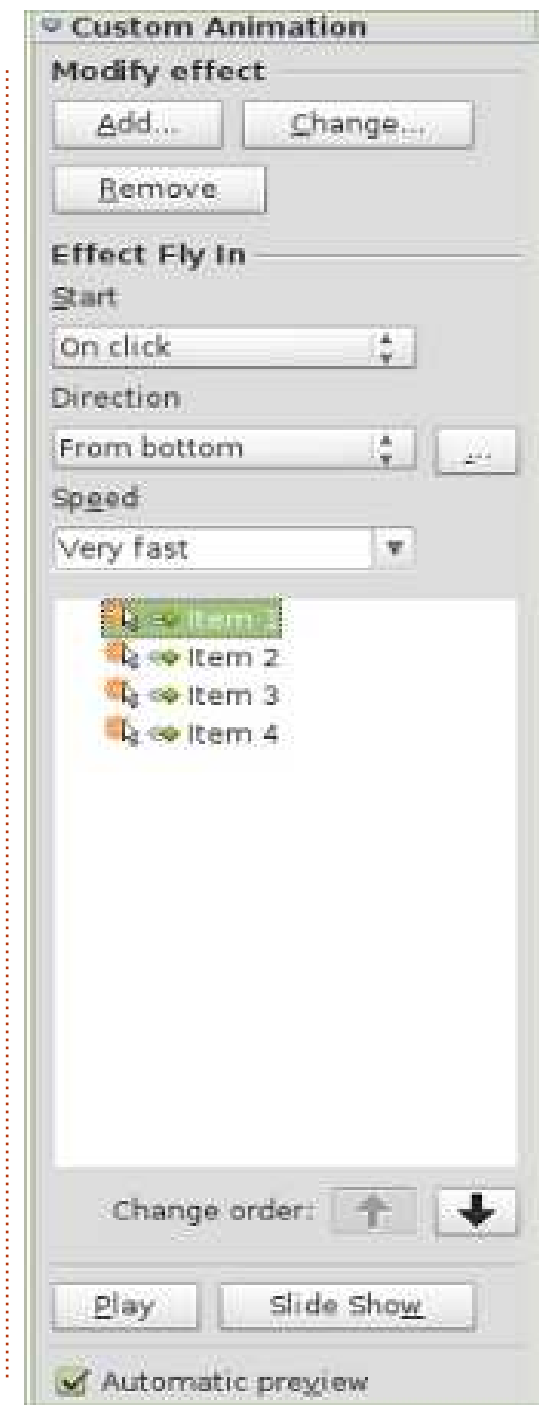 Custom Animation
Modify effect
Add... Change...
Remove
Effect Fly In
Start
On click
Direction
From bottom ...
Speed
Very fast
Item
Item 2
Item 3
Item 4
Change order:
Play Slide Show
Automatic preview